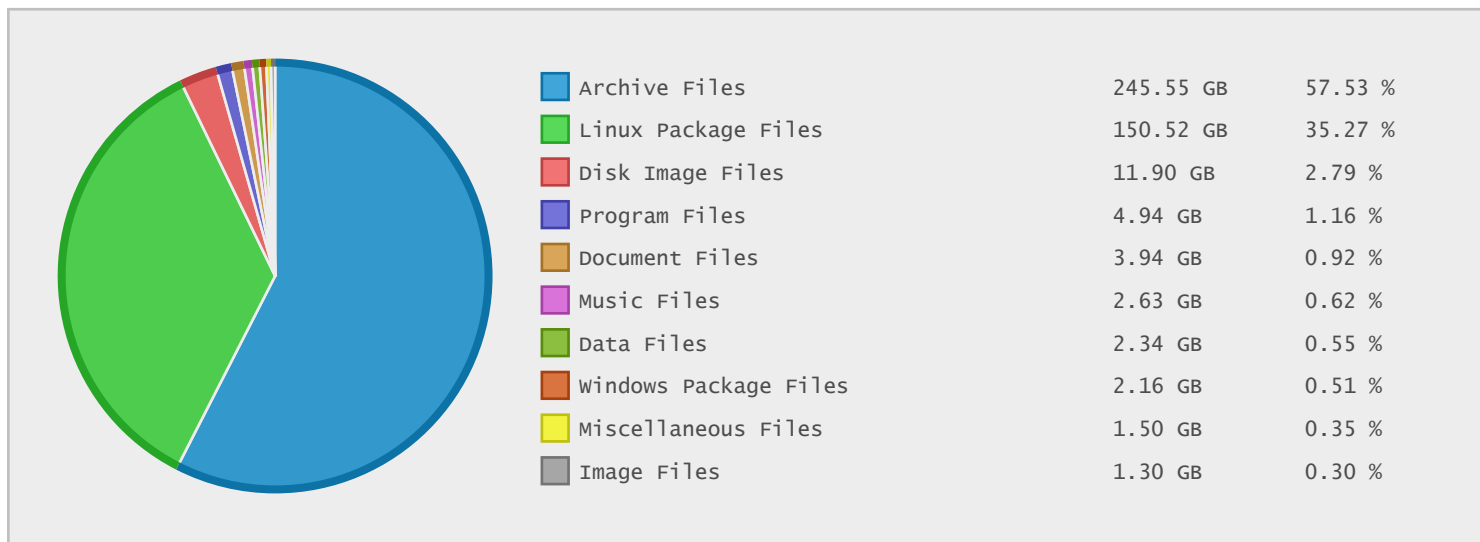 Archive Files 245.55 GB 57.53 %
Linux Package Files 150.52 GB 35.27 %
Disk Image Files 11.90 GB 2.79 %
Program Files 4.94 GB 1.16 %
Document Files 3.94 GB 0.92 %
Music Files 2.63 GB 0.62 %
Data Files 2.34 GB 0.55 %
Windows Package Files 2.16 GB 0.51 %
Miscellaneous Files 1.50 GB 0.35 %
Image Files 1.30 GB 0.30 %